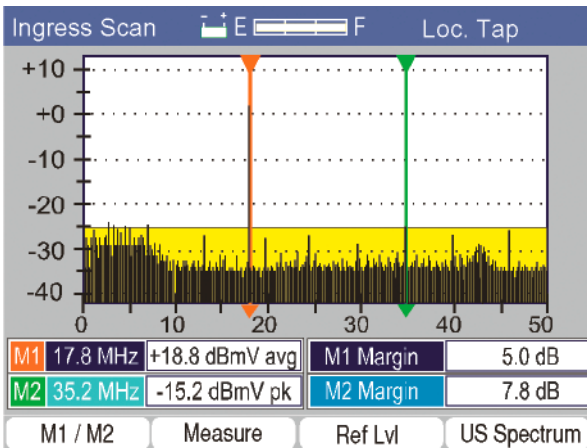 Ingress Scan - + E F Loc. Tap
+10
+0
-10
-20
-30
-40
0 10 20 30 40 50
M1 17.8 MHz +18.8 dBmV avg M1 Margin 5.0 dB
M2 35.2 MHz -15.2 dBmV pk M2 Margin 7.8 dB
M1 / M2 Measure Ref Lvl US Spectrum